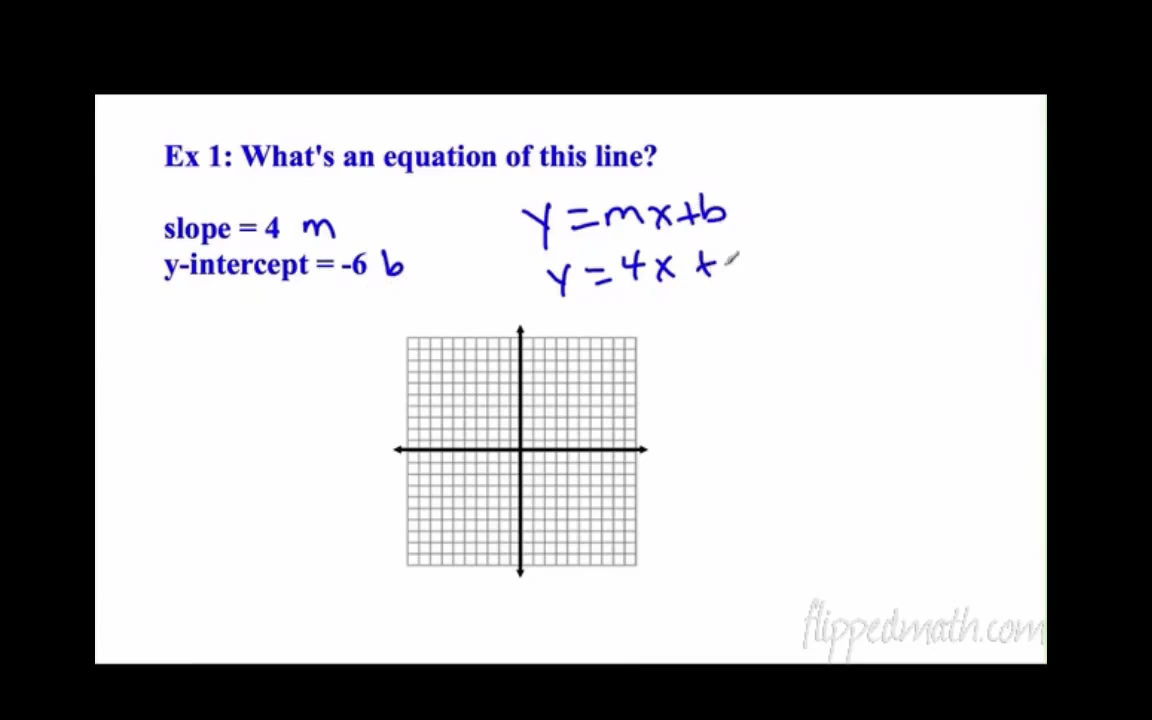 Ex 1: What's an equation of this line?
slope = 4 m
y-intercept = -6 b
y = mx+b
y = 4x +
flippedmath.com